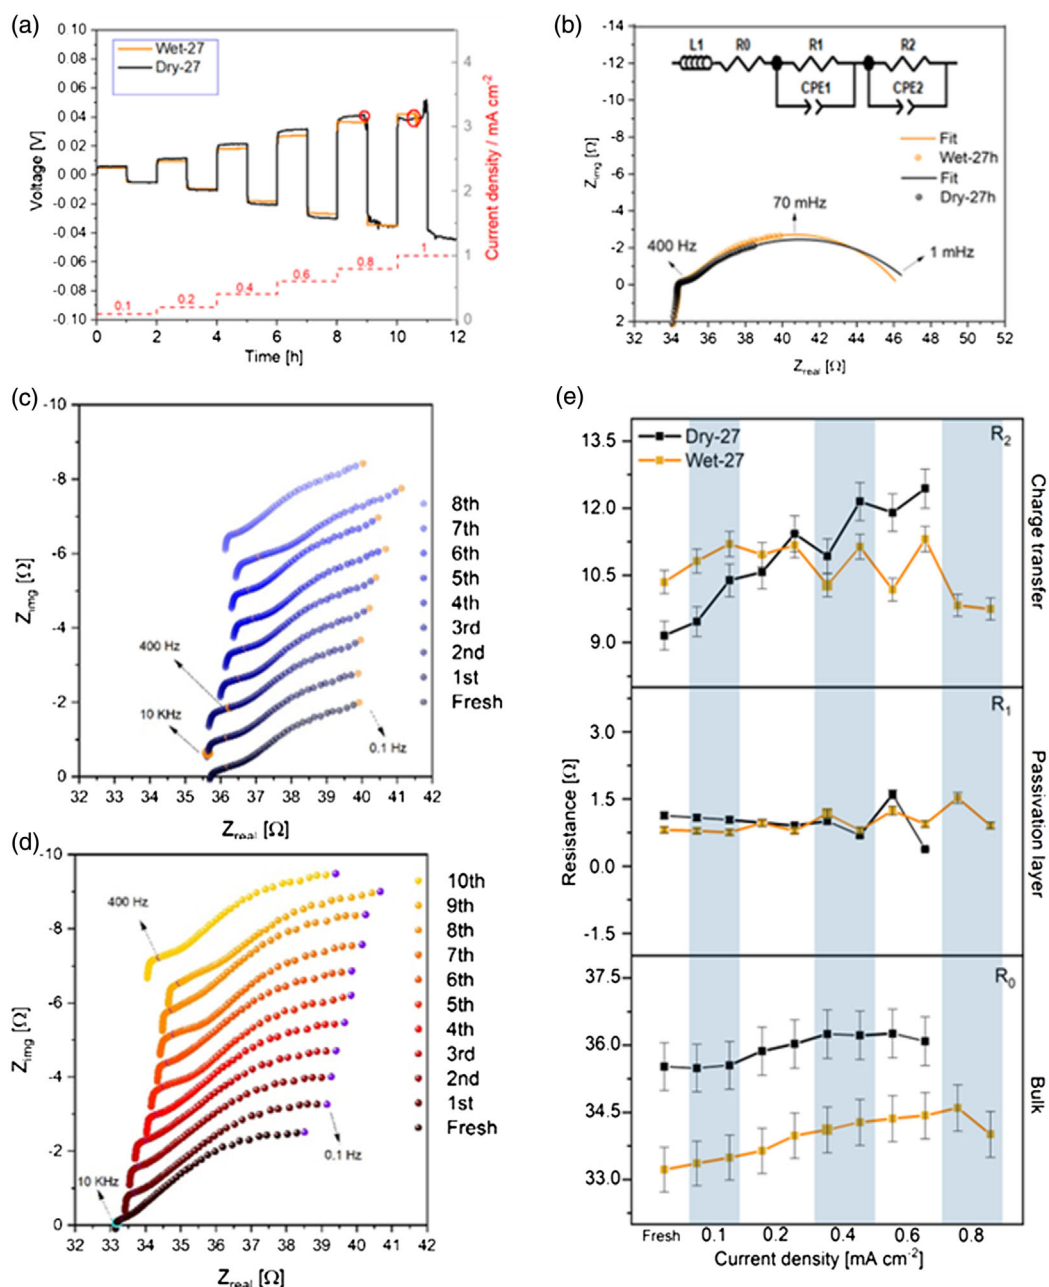 (a)
0.10
0.08
0.06
0.04
0.02
0.00
-0.02
-0.04
-0.06
-0.08
-0.10
Voltage [V]
Wet-27
Dry-27
0.1
0.2
0.4
0.6
0.8
1
4
3
2
1
0
Current density / mA cm-2
0 2 4 6 8 10 12
Time [h]
(b)
-14
-12
-10
-8
-6
-4
-2
0
2
Zimg [Ω]
L1 R0 R1 R2
CPE1 CPE2
Fit
Wet-27h
Fit
Dry-27h
70 mHz
400 Hz
1 mHz
32 34 36 38 40 42 44 46 48 50 52
Zreal [Ω]
(c)
-10
-8
-6
-4
-2
0
Zimg [Ω]
400 Hz
10 KHz
0.1 Hz
8th
7th
6th
5th
4th
3rd
2nd
1st
Fresh
32 33 34 35 36 37 38 39 40 41 42
Zreal [Ω]
(d)
-10
-8
-6
-4
-2
0
Zimg [Ω]
400 Hz
10 KHz
0.1 Hz
10th
9th
8th
7th
6th
5th
4th
3rd
2nd
1st
Fresh
32 33 34 35 36 37 38 39 40 41 42
Zreal [Ω]
(e)
Dry-27
Wet-27
R2
13.5
12.0
10.5
9.0
Charge transfer
R1
3.0
1.5
0.0
-1.5
Passivation layer
Resistance [Ω]
R0
37.5
36.0
34.5
33.0
Bulk
Fresh 0.1 0.2 0.4 0.6 0.8
Current density [mA cm-2]